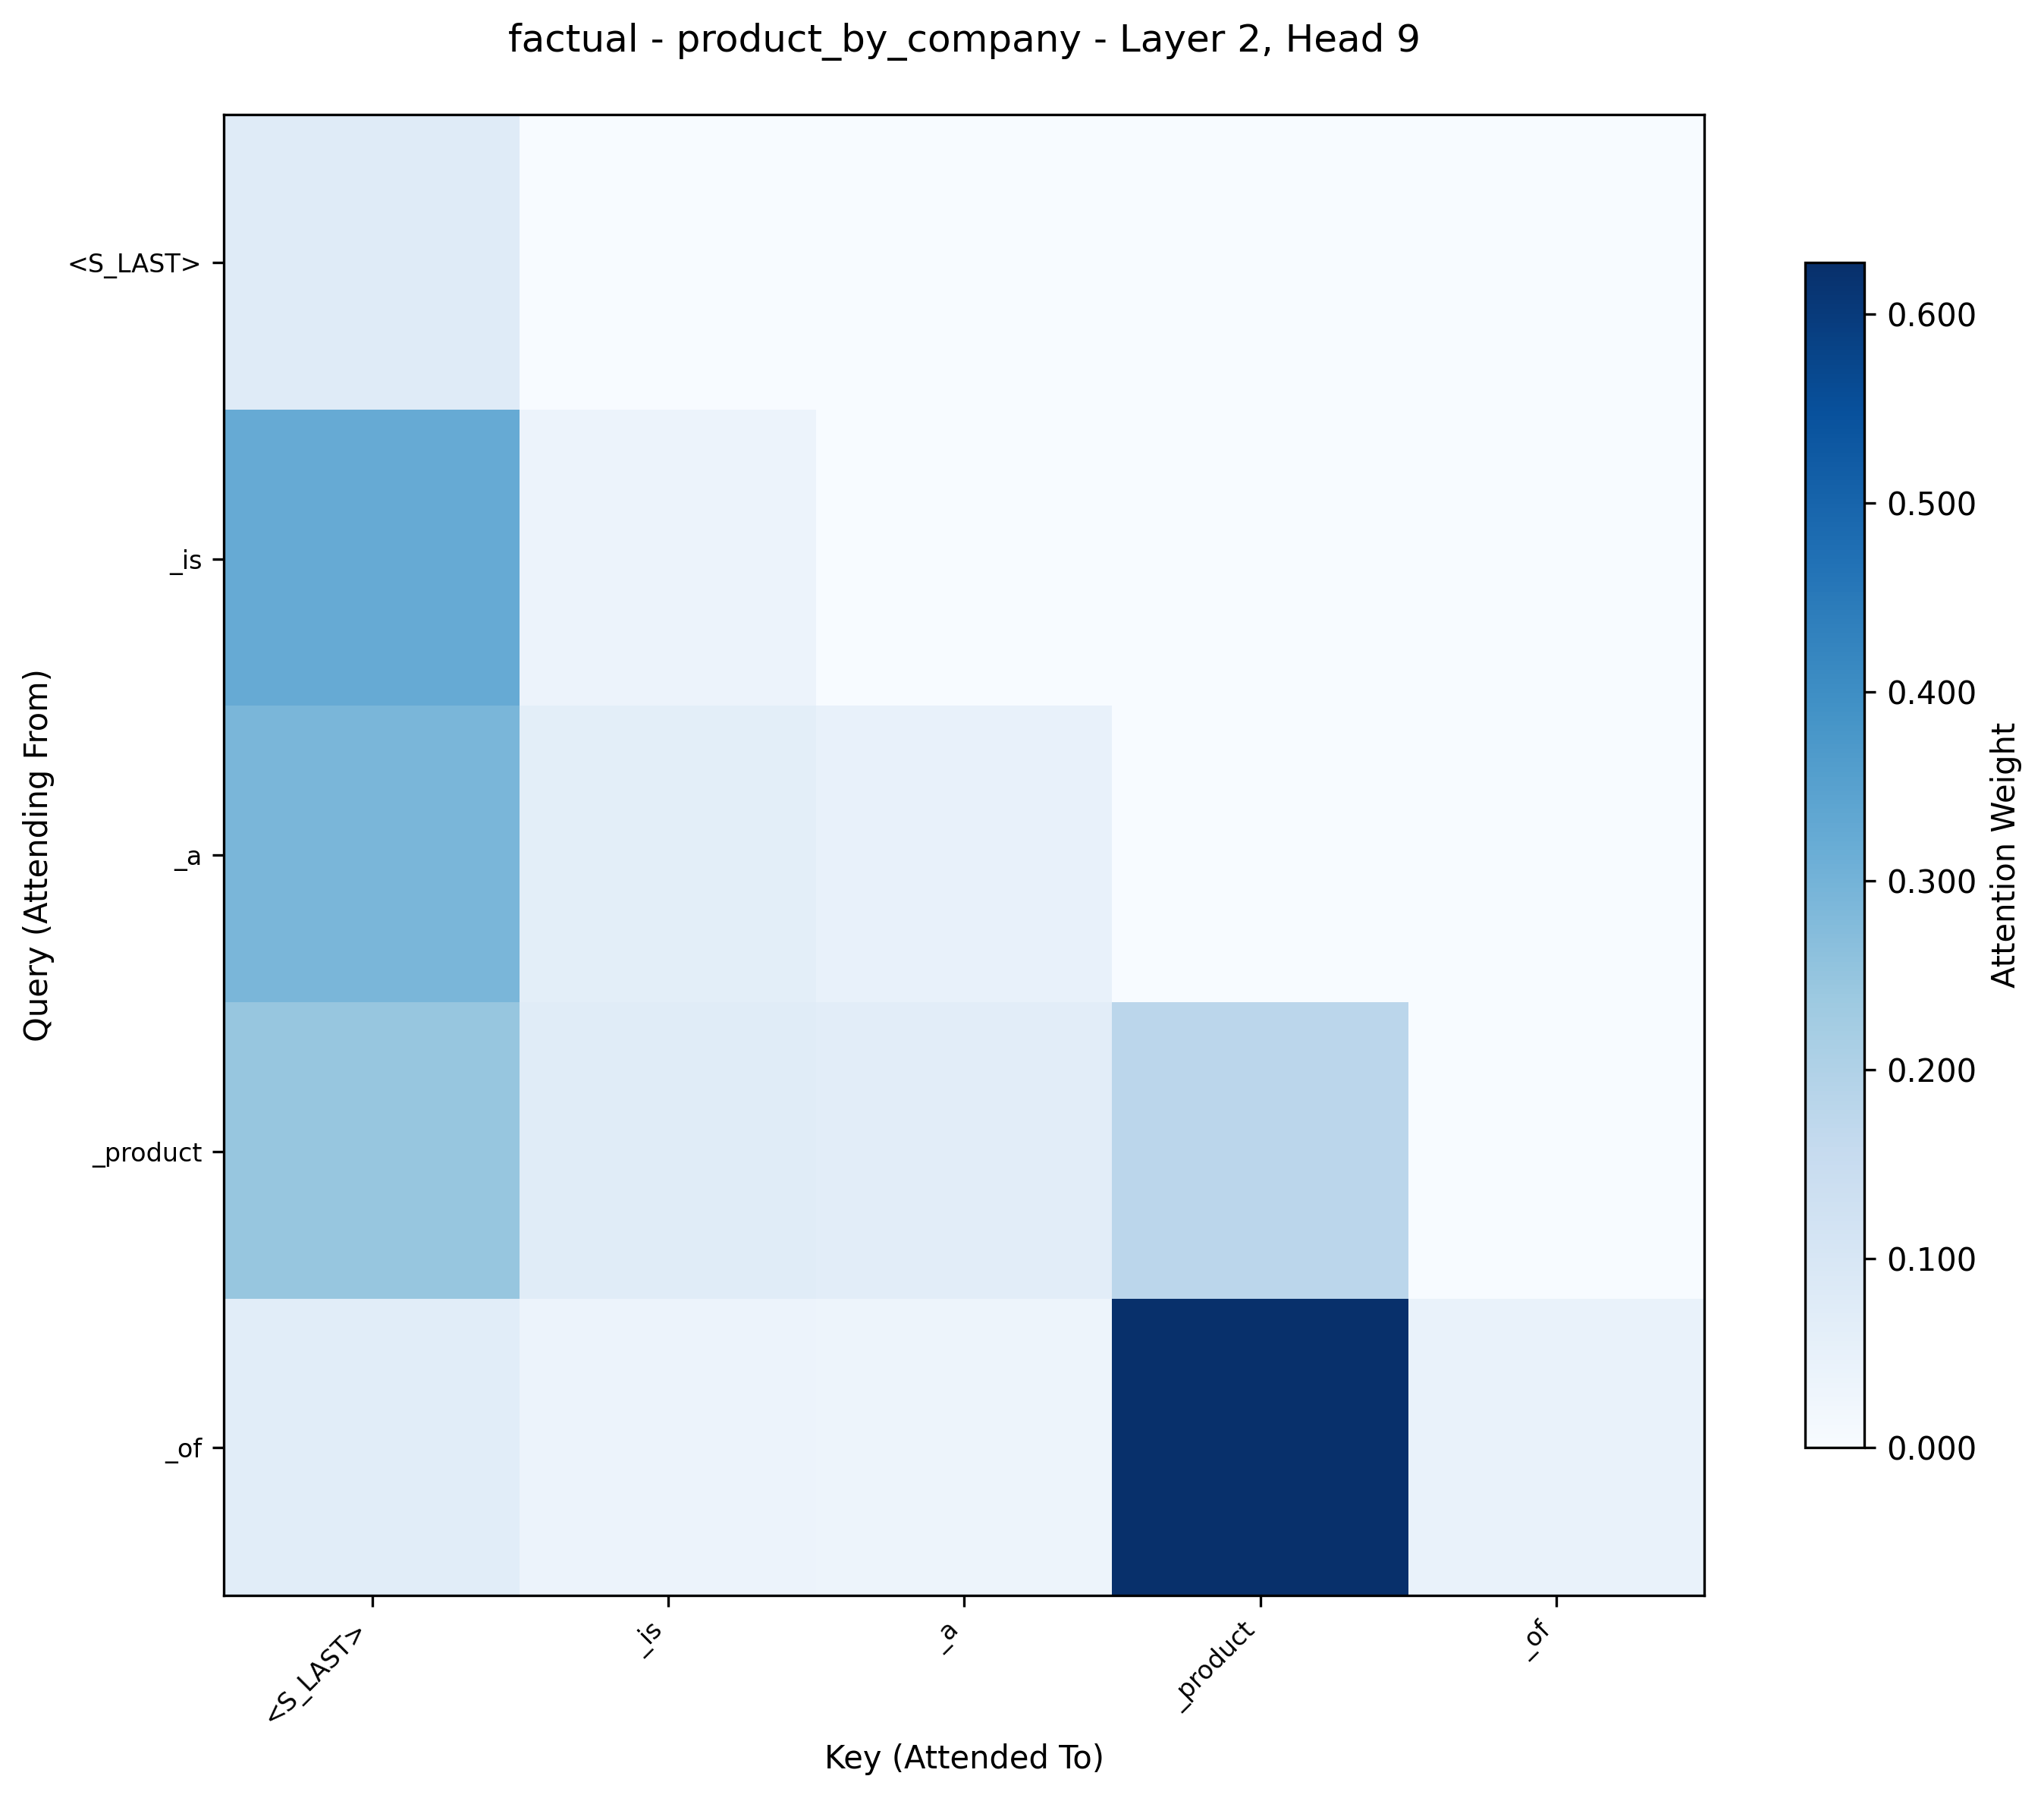 factual - product_by_company - Layer 2, Head 9
Query (Attending From)
<S_LAST>
_is
_a
_product
_of
<S_LAST>
_is
_a
_product
_of
Key (Attended To)
0.600
0.500
0.400
0.300
0.200
0.100
0.000
Attention Weight